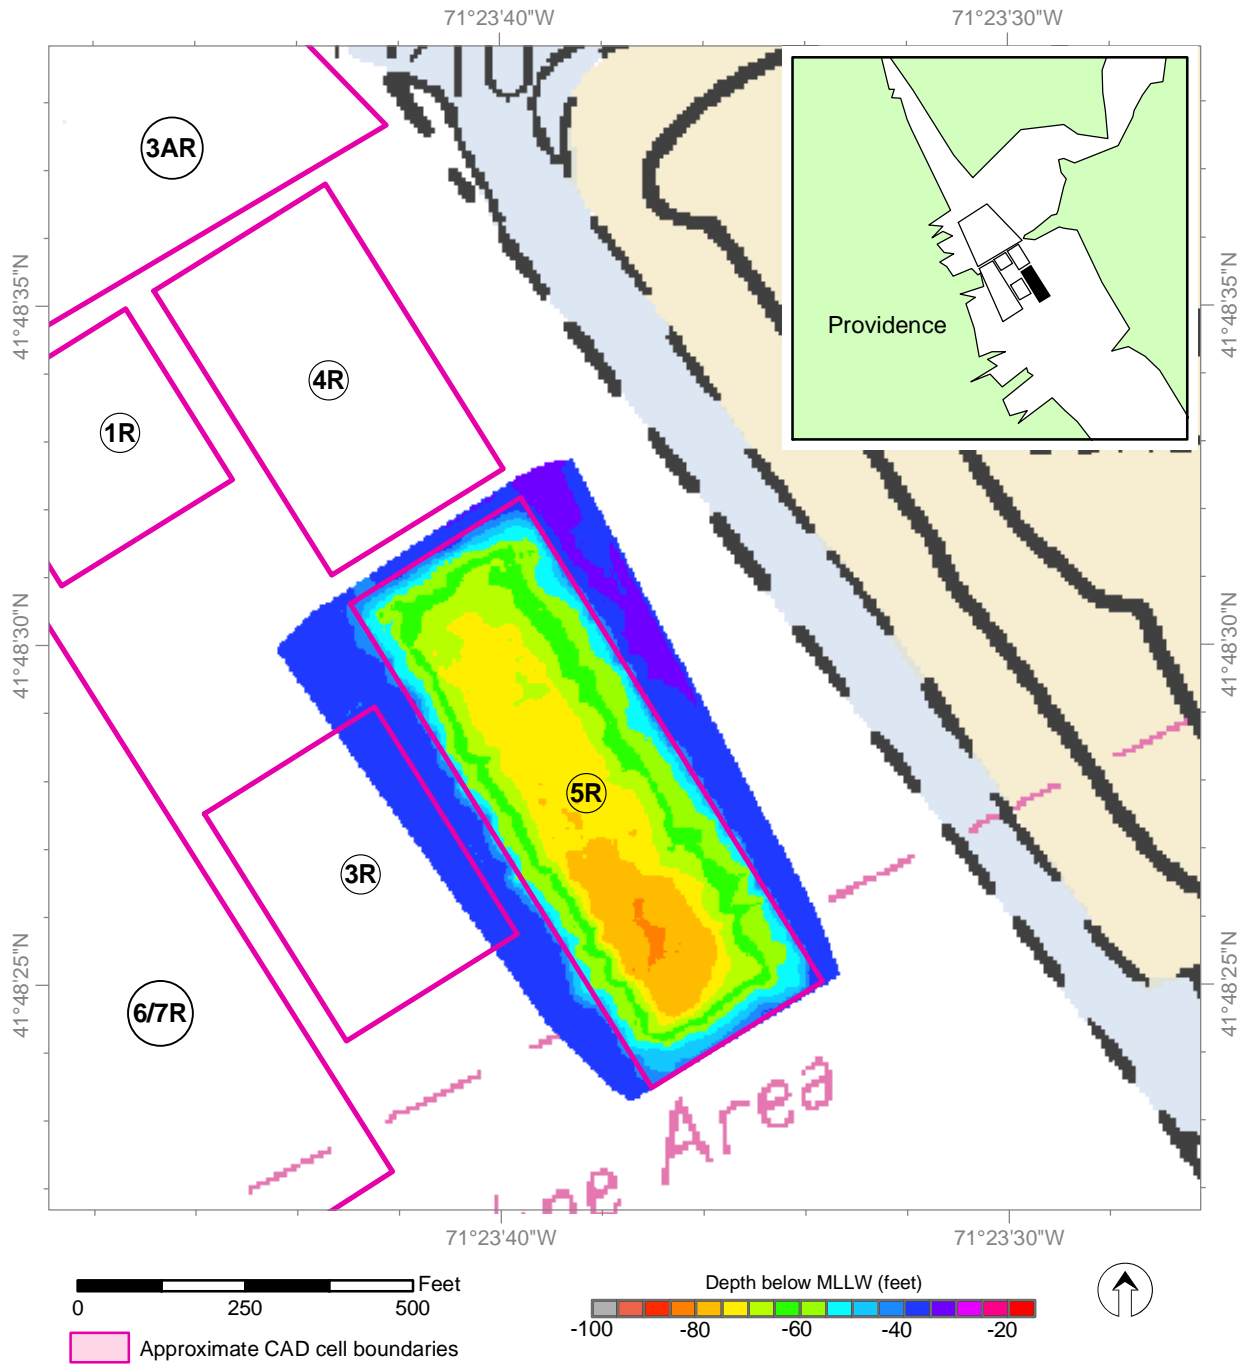 71°23'40"W
71°23'30"W
41°48'35"N
41°48'30"N
41°48'25"N
3AR
4R
1R
5R
3R
6/7R
Providence
Area
41°48'35"N
41°48'30"N
41°48'25"N
71°23'40"W
71°23'30"W
Feet
0 250 500
Approximate CAD cell boundaries
Depth below MLLW (feet)
-100 -80 -60 -40 -20